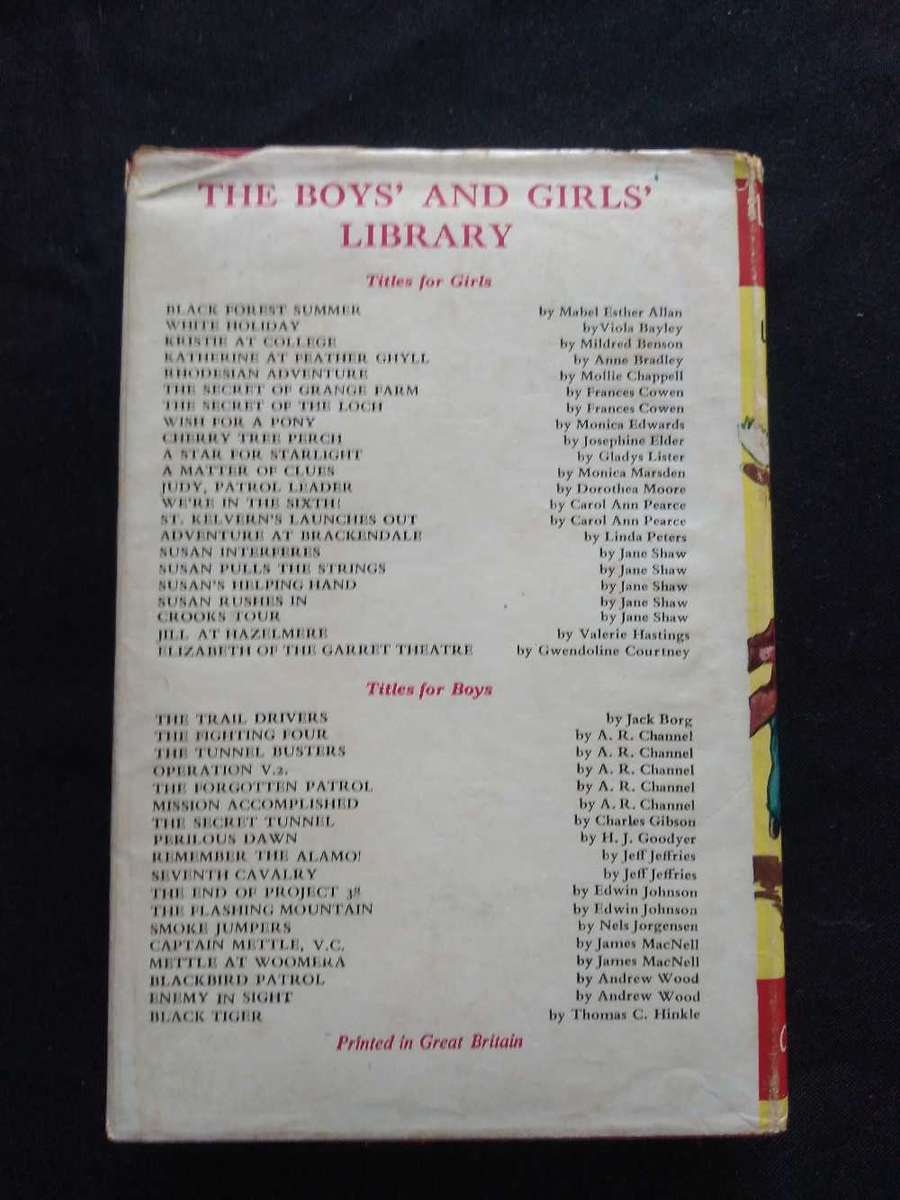 THE BOYS' AND GIRLS'
LIBRARY
Titles for Girls
BLACK FOREST SUMMER by Mabel Esther Allan
WHITE HOLIDAY by Viola Bayley
KRISTIE AT COLLEGE by Mildred Benson
KATHERINE AT FEATHER GHYLL by Anne Bradley
RHODESIAN ADVENTURE by Mollie Chappell
THE SECRET OF GRANGE FARM by Frances Cowen
THE SECRET OF THE LOCH by Frances Cowen
WISH FOR A PONY by Monica Edwards
CHERRY TREE PERCH by Josephine Elder
A STAR FOR STARLIGHT by Gladys Lister
A MATTER OF CLUES by Monica Marsden
JUDY, PATROL LEADER by Dorothea Moore
WE'RE IN THE SIXTH! by Carol Ann Pearce
ST. KELVERN'S LAUNCHES OUT by Carol Ann Pearce
ADVENTURE AT BRACKENDALE by Linda Peters
SUSAN INTERFERES by Jane Shaw
SUSAN PULLS THE STRINGS by Jane Shaw
SUSAN'S HELPING HAND by Jane Shaw
SUSAN RUSHES IN by Jane Shaw
CROOKS TOUR by Jane Shaw
JILL AT HAZELMERE by Valerie Hastings
ELIZABETH OF THE GARRET THEATRE by Gwendoline Courtney
Titles for Boys
THE TRAIL DRIVERS by Jack Borg
THE FIGHTING FOUR by A. R. Channel
THE TUNNEL BUSTERS by A. R. Channel
OPERATION V.2. by A. R. Channel
THE FORGOTTEN PATROL by A. R. Channel
MISSION ACCOMPLISHED by A. R. Channel
THE SECRET TUNNEL by Charles Gibson
PERILOUS DAWN by H. J. Goodyer
REMEMBER THE ALAMO! by Jeff Jeffries
SEVENTH CAVALRY by Jeff Jeffries
THE END OF PROJECT 38 by Edwin Johnson
THE FLASHING MOUNTAIN by Edwin Johnson
SMOKE JUMPERS by Nels Jorgensen
CAPTAIN METTLE, V.C. by James MacNell
METTLE AT WOOMERA by James MacNell
BLACKBIRD PATROL by Andrew Wood
ENEMY IN SIGHT by Andrew Wood
BLACK TIGER by Thomas C. Hinkle
Printed in Great Britain